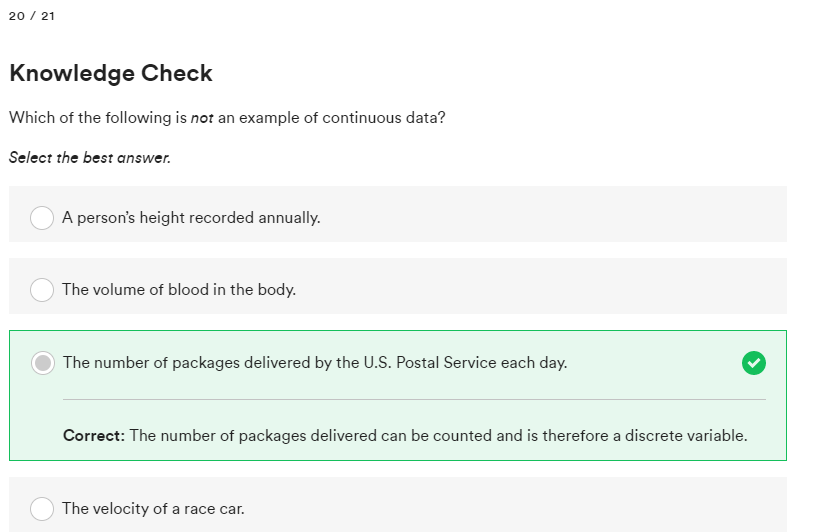 20 / 21
Knowledge Check
Which of the following is not an example of continuous data?
Select the best answer.
A person’s height recorded annually.
The volume of blood in the body.
The number of packages delivered by the U.S. Postal Service each day.
Correct: The number of packages delivered can be counted and is therefore a discrete variable.
The velocity of a race car.